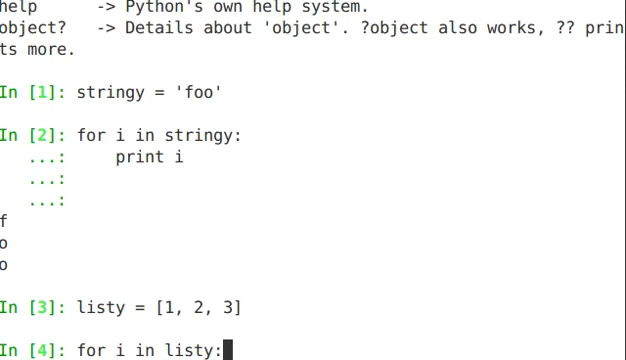 help      -> Python's own help system.
object?   -> Details about 'object'. ?object also works, ?? prin
ts more.
In [1]: stringy = 'foo'
In [2]: for i in stringy:
   ...:     print i
   ...:
   ...:
f
o
o
In [3]: listy = [1, 2, 3]
In [4]: for i in listy: